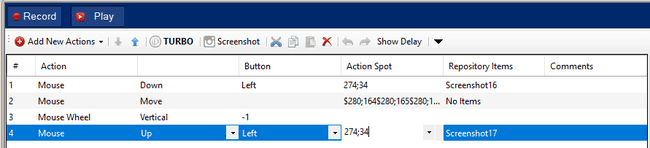 Record Play
Add New Actions TURBO Screenshot Show Delay
# Action Button Action Spot Repository Items Comments
1 Mouse Down Left 274;34 Screenshot16
2 Mouse Move $280;164$280;165$280;1... No Items
3 Mouse Wheel Vertical -1
4 Mouse Up Left 274;34 Screenshot17